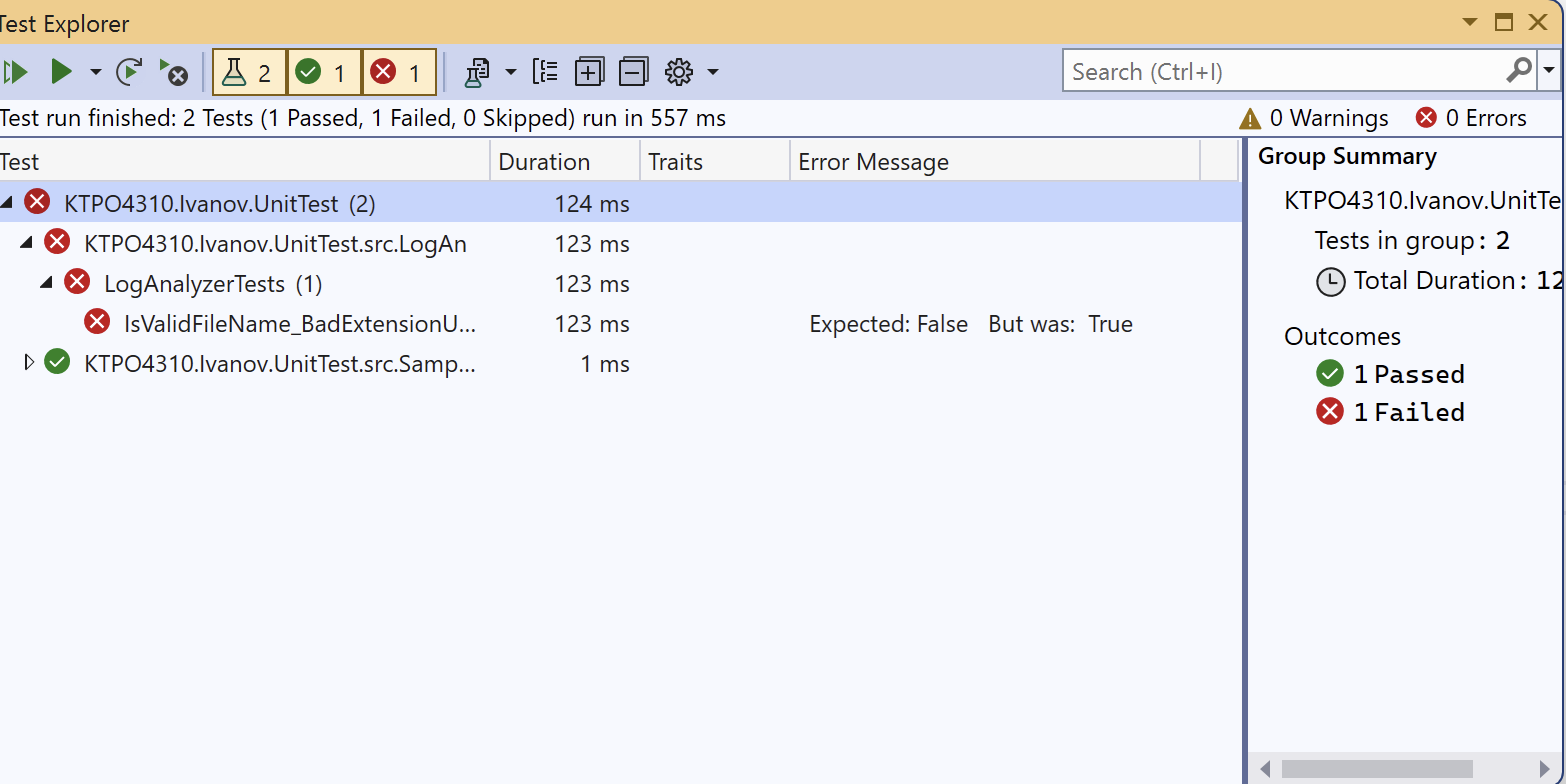 Test Explorer
2 1 1 Search (Ctrl+I)
Test run finished: 2 Tests (1 Passed, 1 Failed, 0 Skipped) run in 557 ms 0 Warnings 0 Errors
Test Duration Traits Error Message
KTPO4310.Ivanov.UnitTest (2) 124 ms
KTPO4310.Ivanov.UnitTest.src.LogAn 123 ms
LogAnalyzerTests (1) 123 ms
IsValidFileName_BadExtensionU... 123 ms Expected: False But was: True
KTPO4310.Ivanov.UnitTest.src.Samp... 1 ms
Group Summary
KTPO4310.Ivanov.UnitTe
Tests in group: 2
Total Duration: 12
Outcomes
1 Passed
1 Failed